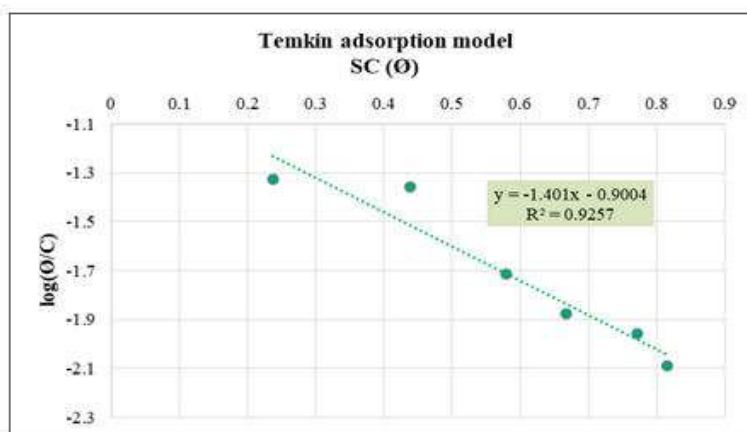 Temkin adsorption model
SC (Ø)
0 0.1 0.2 0.3 0.4 0.5 0.6 0.7 0.8 0.9
-1.1
-1.3
-1.5
-1.7
-1.9
-2.1
-2.3
log(Ø/C)
y = -1.401x - 0.9004
R² = 0.9257